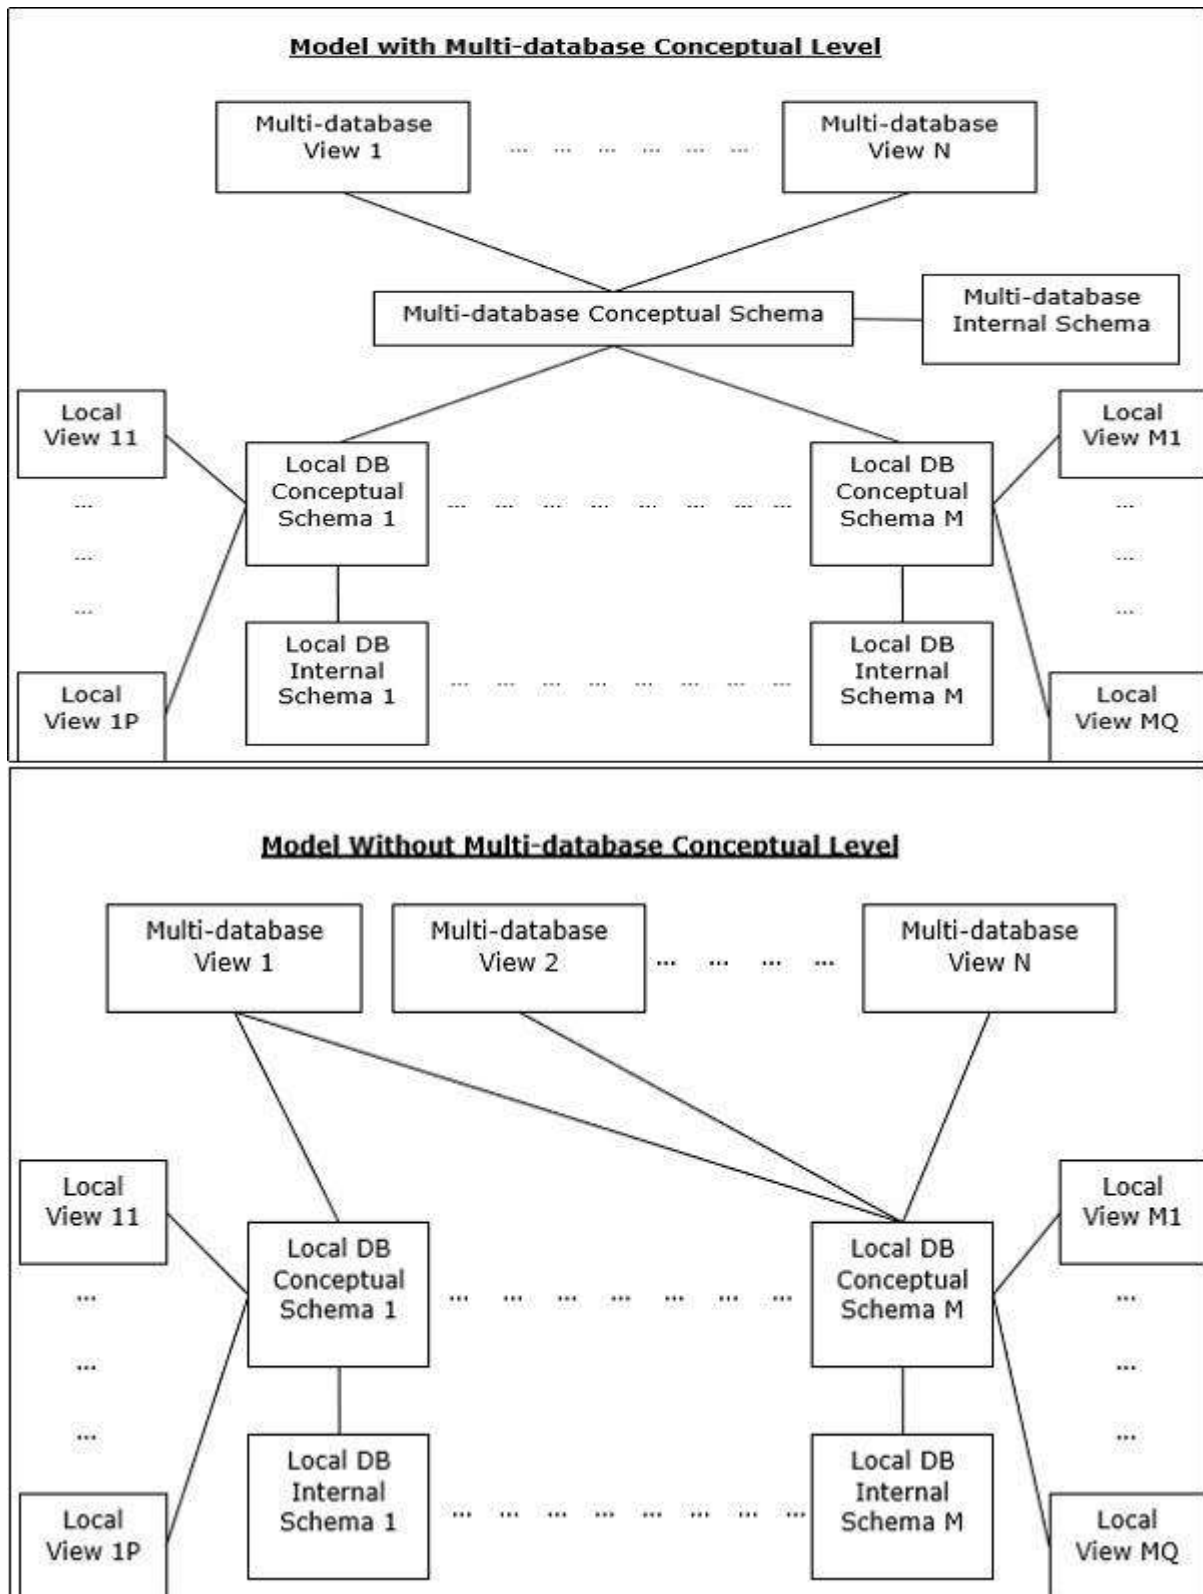 Model with Multi-database Conceptual Level
Multi-database
View 1
... ... ... ... ... ...
Multi-database
View N
Multi-database Conceptual Schema
Multi-database
Internal Schema
Local
View 11
...
...
...
Local
View 1P
Local DB
Conceptual
Schema 1
... ... ... ... ... ... ... ...
Local DB
Conceptual
Schema M
Local DB
Internal
Schema 1
... ... ... ... ... ... ... ...
Local DB
Internal
Schema M
Local
View M1
...
...
...
Local
View MQ
Model Without Multi-database Conceptual Level
Multi-database
View 1
Multi-database
View 2
... ... ... ...
Multi-database
View N
Local
View 11
...
...
...
Local
View 1P
Local DB
Conceptual
Schema 1
... ... ... ... ... ... ...
Local DB
Conceptual
Schema M
Local DB
Internal
Schema 1
... ... ... ... ... ... ... ...
Local DB
Internal
Schema M
Local
View M1
...
...
...
Local
View MQ